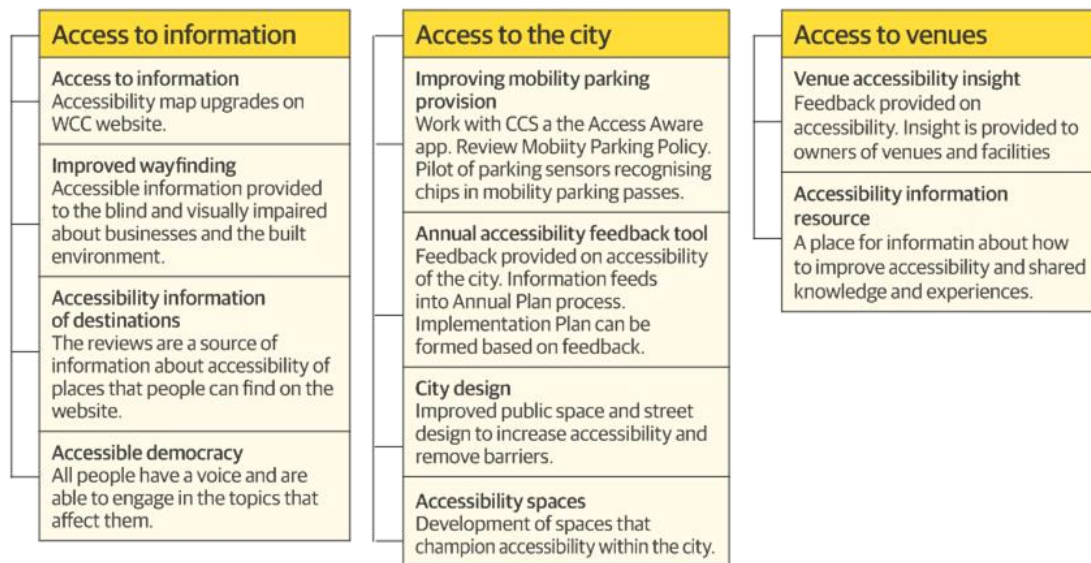 Access to information
Access to information
Accessibility map upgrades on
WCC website.
Improved wayfinding
Accessible information provided
to the blind and visually impaired
about businesses and the built
environment.
Accessibility information
of destinations
The reviews are a source of
information about accessibility of
places that people can find on the
website.
Accessible democracy
All people have a voice and are
able to engage in the topics that
affect them.
Access to the city
Improving mobility parking
provision
Work with CCS a the Access Aware
app. Review Mobiity Parking Policy.
Pilot of parking sensors recognising
chips in mobility parking passes.
Annual accessibility feedback tool
Feedback provided on accessibility
of the city. Information feeds
into Annual Plan process.
Implementation Plan can be
formed based on feedback.
City design
Improved public space and street
design to increase accessibility and
remove barriers.
Accessibility spaces
Development of spaces that
champion accessibility within the city.
Access to venues
Venue accessibility insight
Feedback provided on
accessibility. Insight is provided to
owners of venues and facilities
Accessibility information
resource
A place for informatin about how
to improve accessibility and shared
knowledge and experiences.